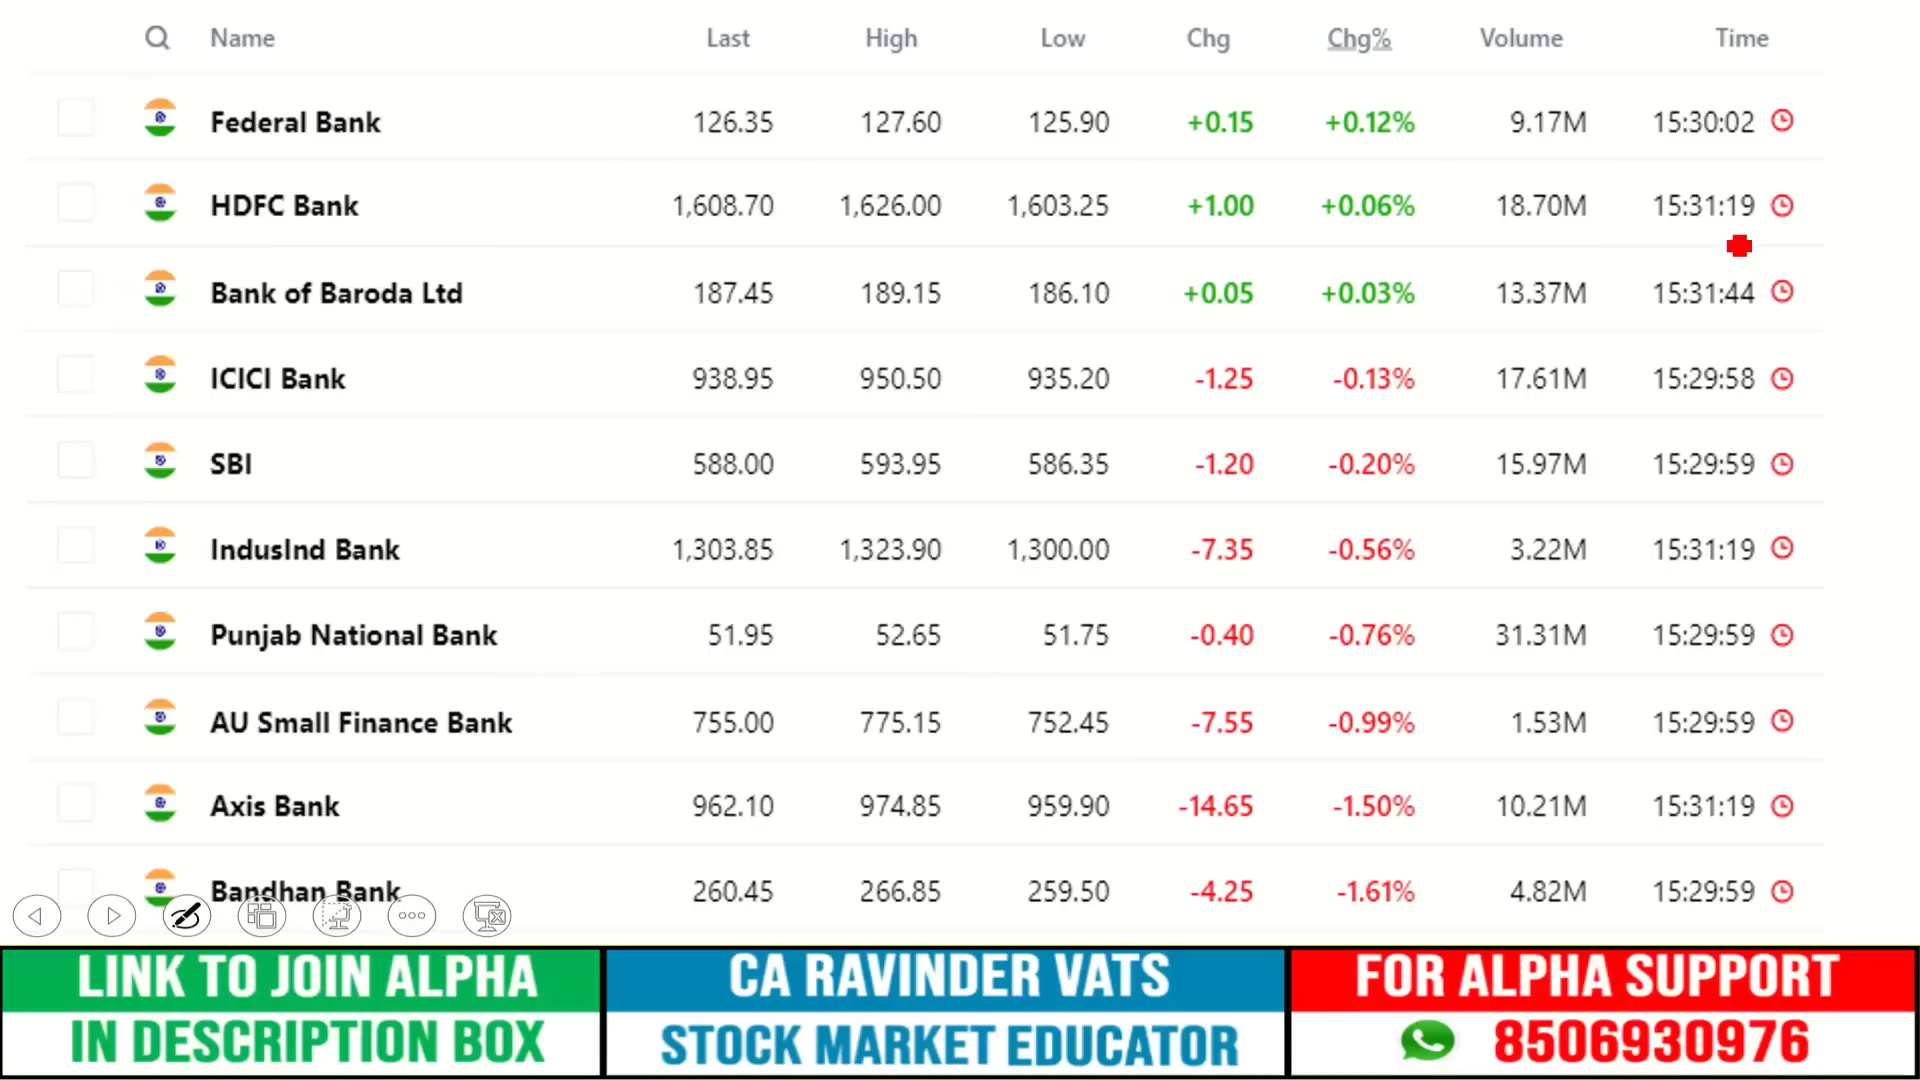 Name Last High Low Chg Chg% Volume Time
Federal Bank 126.35 127.60 125.90 +0.15 +0.12% 9.17M 15:30:02
HDFC Bank 1,608.70 1,626.00 1,603.25 +1.00 +0.06% 18.70M 15:31:19
Bank of Baroda Ltd 187.45 189.15 186.10 +0.05 +0.03% 13.37M 15:31:44
ICICI Bank 938.95 950.50 935.20 -1.25 -0.13% 17.61M 15:29:58
SBI 588.00 593.95 586.35 -1.20 -0.20% 15.97M 15:29:59
IndusInd Bank 1,303.85 1,323.90 1,300.00 -7.35 -0.56% 3.22M 15:31:19
Punjab National Bank 51.95 52.65 51.75 -0.40 -0.76% 31.31M 15:29:59
AU Small Finance Bank 755.00 775.15 752.45 -7.55 -0.99% 1.53M 15:29:59
Axis Bank 962.10 974.85 959.90 -14.65 -1.50% 10.21M 15:31:19
Bandhan Bank 260.45 266.85 259.50 -4.25 -1.61% 4.82M 15:29:59
LINK TO JOIN ALPHA
IN DESCRIPTION BOX
CA RAVINDER VATS
STOCK MARKET EDUCATOR
FOR ALPHA SUPPORT
8506930976